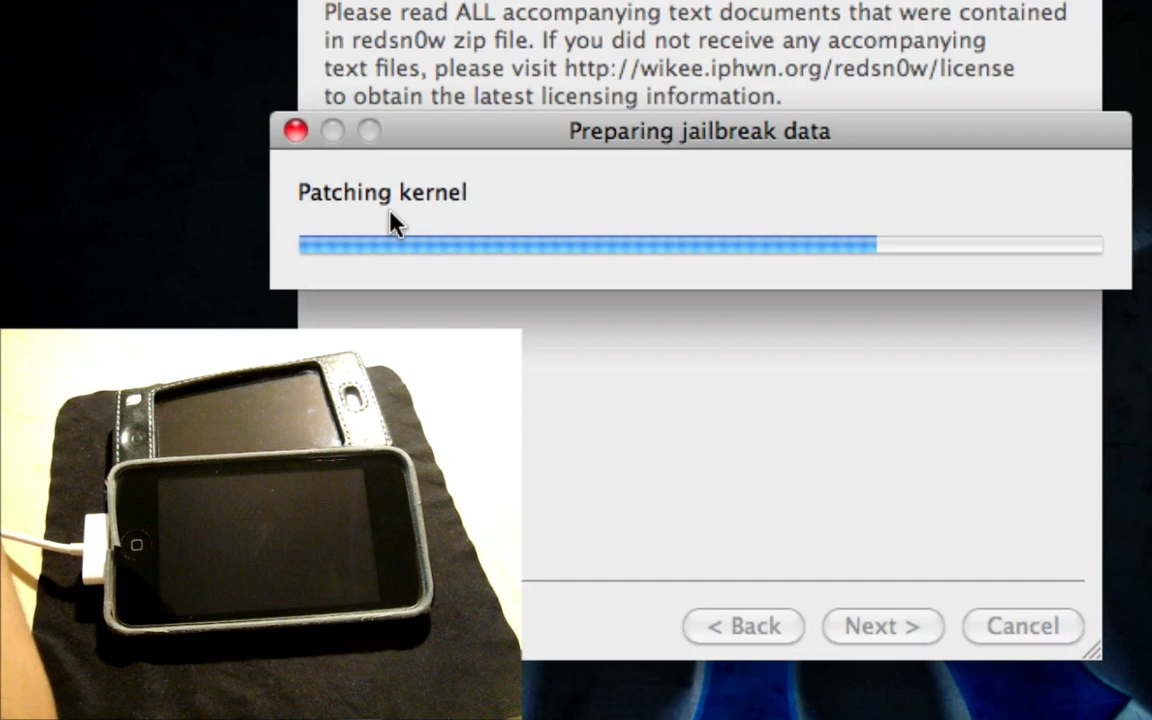 Please read ALL accompanying text documents that were contained
in redsn0w zip file. If you did not receive any accompanying
text files, please visit http://wikee.iphwn.org/redsn0w/license
to obtain the latest licensing information.
Preparing jailbreak data
Patching kernel
< Back
Next >
Cancel